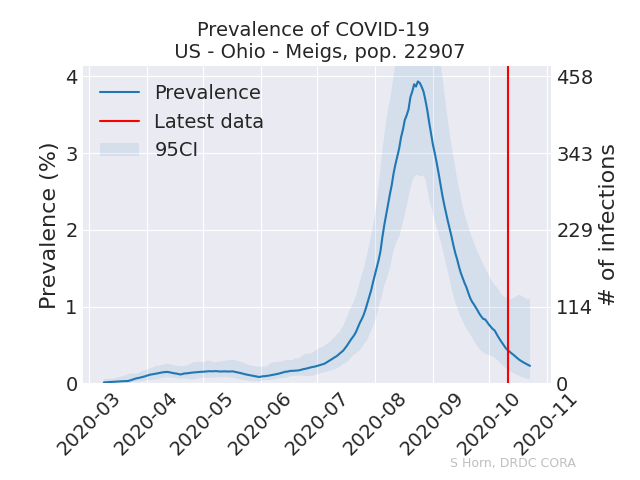 Prevalence of COVID-19
US - Ohio - Meigs, pop. 22907
Prevalence
Latest data
95CI
Prevalence (%)
4
3
2
1
0
458
343
229
114
0
# of infections
2020-03
2020-04
2020-05
2020-06
2020-07
2020-08
2020-09
2020-10
2020-11
S Horn, DRDC CORA